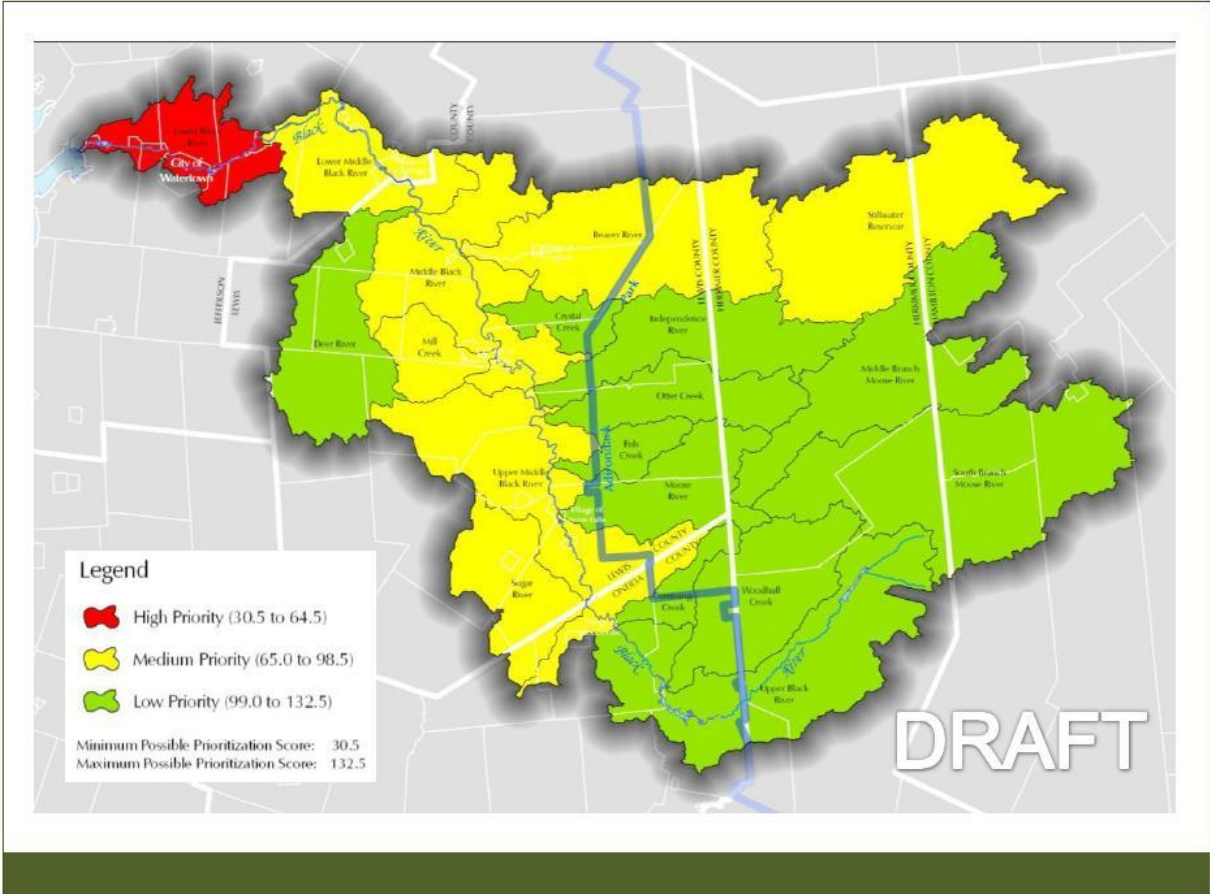 COUNTY
COUNTY
Black
River
City of
Watertown
Lower Middle
Black River
Stillwater
Reservoir
Beaver River
River
LEWIS COUNTY
HERKIMER COUNTY
HERKIMER COUNTY
HAMILTON COUNTY
JEFFERSON
LEWIS
Middle Black
River
Park
Crystal
Creek
Independence
River
Deer River
Mill
Creek
Middle Branch
Moose River
Otter Creek
Adirondack
Fish
Creek
Upper Middle
Black River
Moose
River
South Branch
Moose River
Village of
LEWIS COUNTY
ONEIDA COUNTY
Sugar
River
Creek
Woodhull
Creek
Black
River
Upper Black
River
Legend
High Priority (30.5 to 64.5)
Medium Priority (65.0 to 98.5)
Low Priority (99.0 to 132.5)
Minimum Possible Prioritization Score: 30.5
Maximum Possible Prioritization Score: 132.5
DRAFT